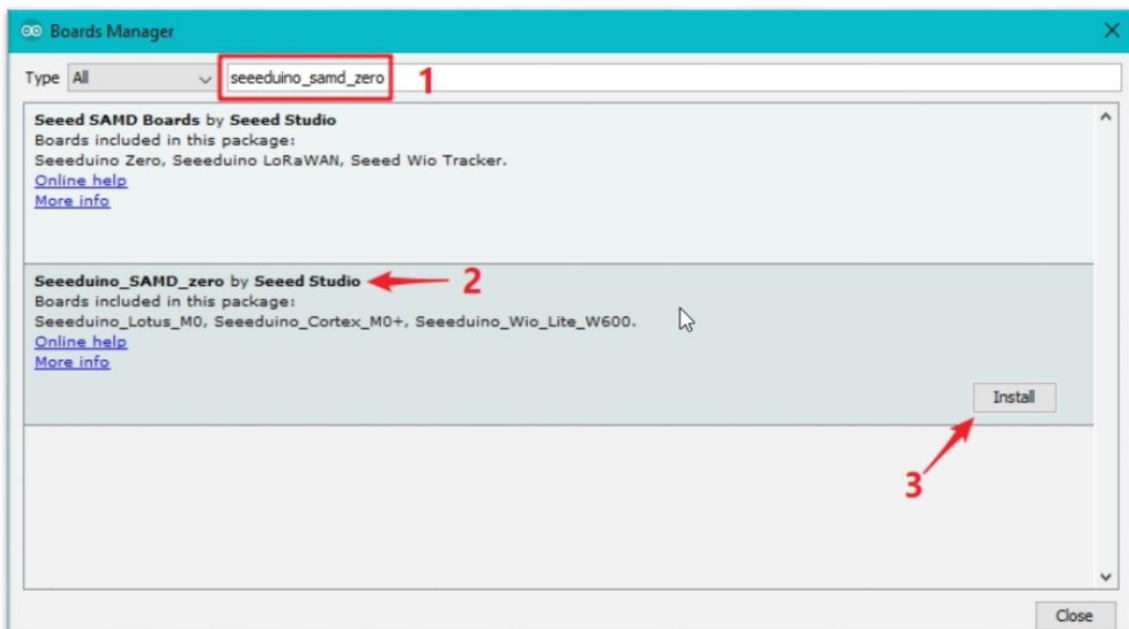 Boards Manager
Type All seeeduino_samd_zero 1
Seeed SAMD Boards by Seeed Studio
Boards included in this package:
Seeeduino Zero, Seeeduino LoRaWAN, Seeed Wio Tracker.
Online help
More info
Seeeduino_SAMD_zero by Seeed Studio 2
Boards included in this package:
Seeeduino_Lotus_M0, Seeeduino_Cortex_M0+, Seeeduino_Wio_Lite_W600.
Online help
More info
Install
3
Close